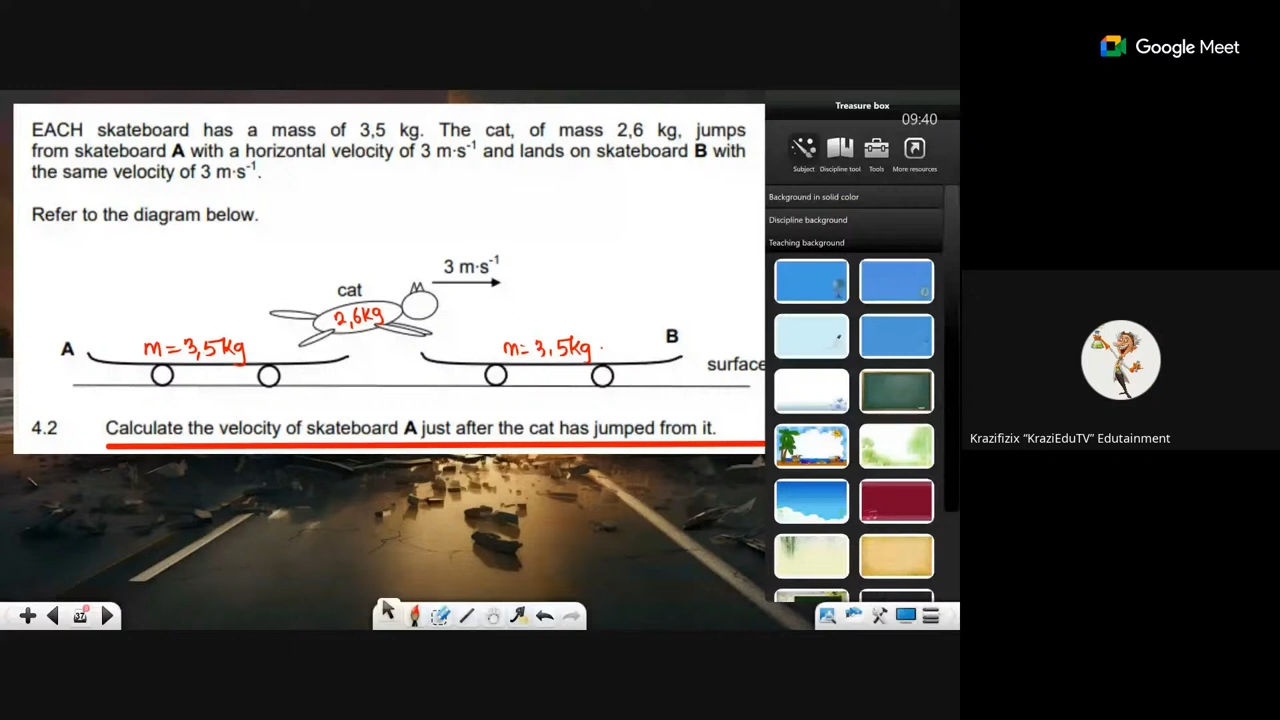 Google Meet
Treasure box
09:40
EACH skateboard has a mass of 3,5 kg. The cat, of mass 2,6 kg, jumps
from skateboard A with a horizontal velocity of 3 m·s⁻¹ and lands on skateboard B with
the same velocity of 3 m·s⁻¹.
Subject Discipline tool Tools More resources
Background in solid color
Discipline background
Teaching background
Refer to the diagram below.
3 m·s⁻¹
cat
2,6kg
A m=3,5kg m=3,5kg B
surface
4.2 Calculate the velocity of skateboard A just after the cat has jumped from it.
Krazifizix “KraziEduTV” Edutainment
37